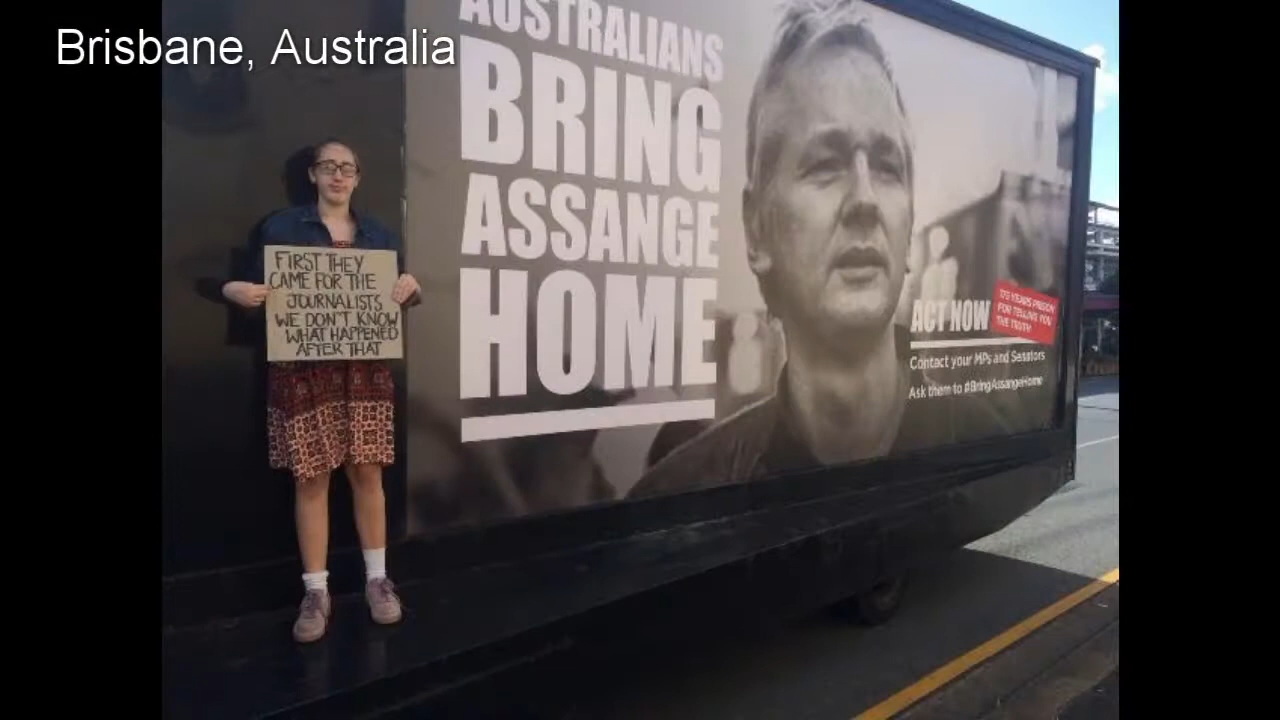 Brisbane, Australia
AUSTRALIANS
BRING
ASSANGE
HOME
FIRST THEY
CAME FOR THE
JOURNALISTS
WE DON'T KNOW
WHAT HAPPENED
AFTER THAT
ACT NOW
175 YEARS PRISON
FOR TELLING YOU
THE TRUTH
Contact your MPs and Senators
Ask them to #BringAssangeHome